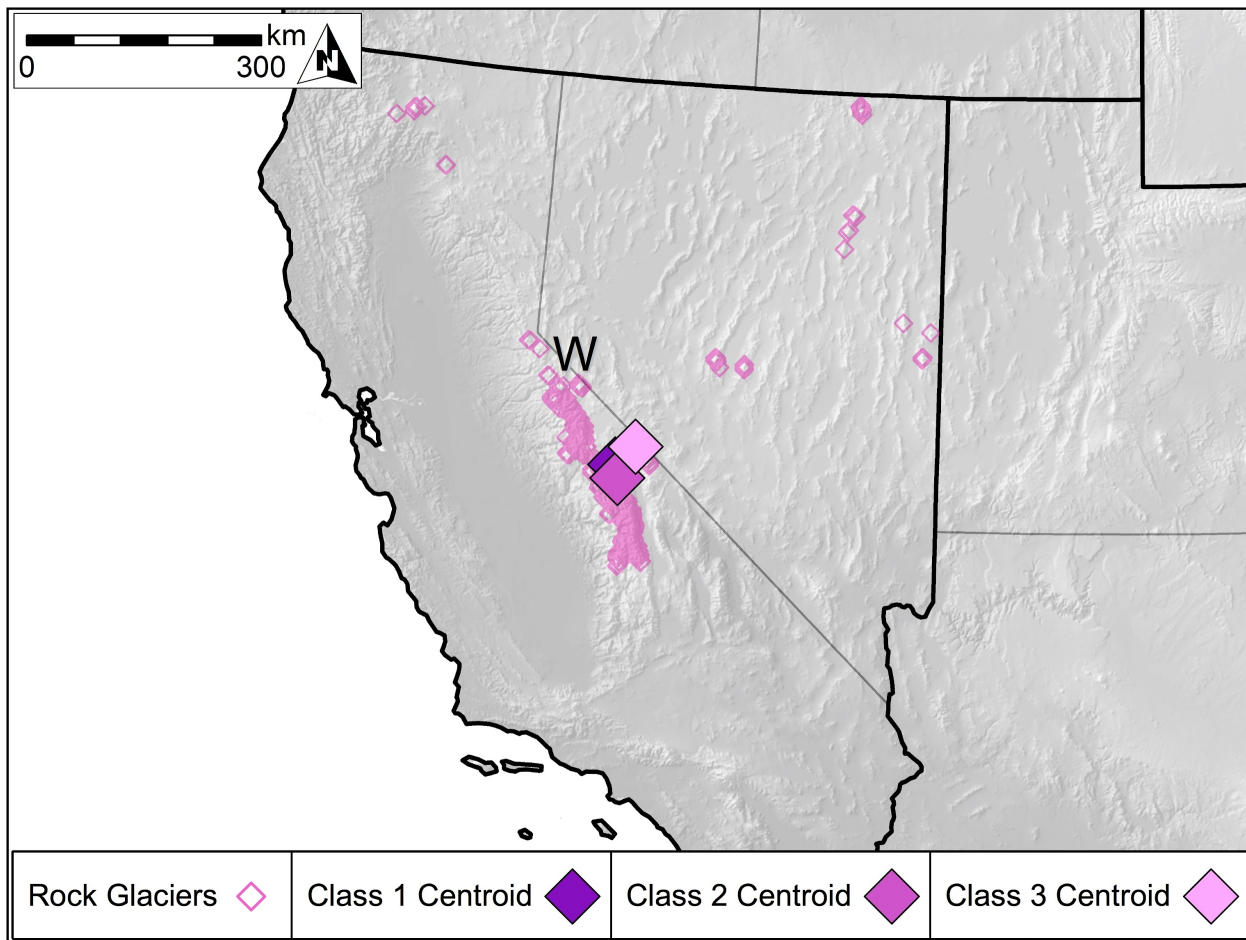 km
N
0 300
W
Rock Glaciers
Class 1 Centroid
Class 2 Centroid
Class 3 Centroid